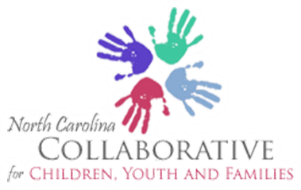 North Carolina
COLLABORATIVE
for CHILDREN, YOUTH AND FAMILIES